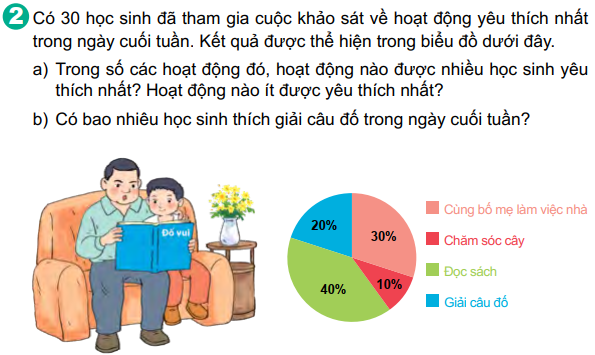 2 Có 30 học sinh đã tham gia cuộc khảo sát về hoạt động yêu thích nhất
trong ngày cuối tuần. Kết quả được thể hiện trong biểu đồ dưới đây.
a) Trong số các hoạt động đó, hoạt động nào được nhiều học sinh yêu
thích nhất? Hoạt động nào ít được yêu thích nhất?
b) Có bao nhiêu học sinh thích giải câu đố trong ngày cuối tuần?
Đố vui
20%
30%
10%
40%
Cùng bố mẹ làm việc nhà
Chăm sóc cây
Đọc sách
Giải câu đố